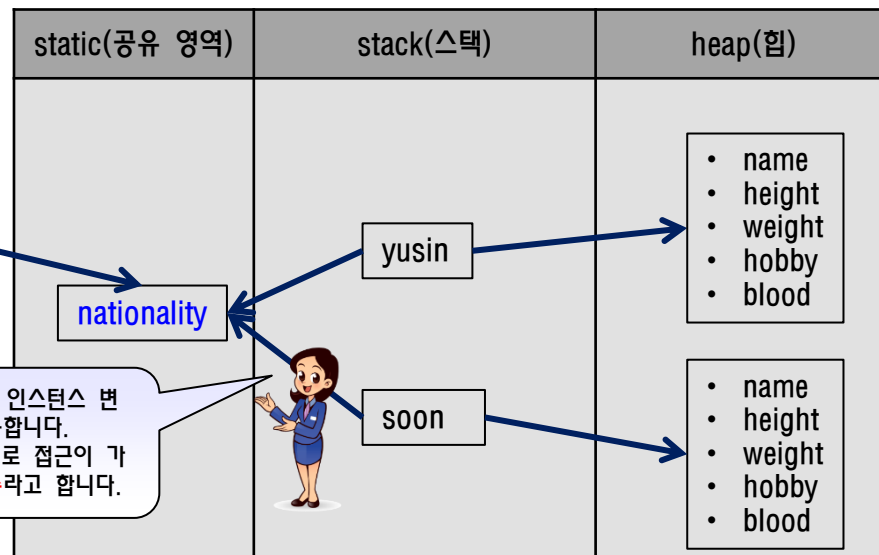 static(공유 영역)
stack(스택)
heap(힙)
nationality
yusin
soon
• name
• height
• weight
• hobby
• blood
• name
• height
• weight
• hobby
• blood
인스턴스 변
합니다.
로 접근이 가
라고 합니다.